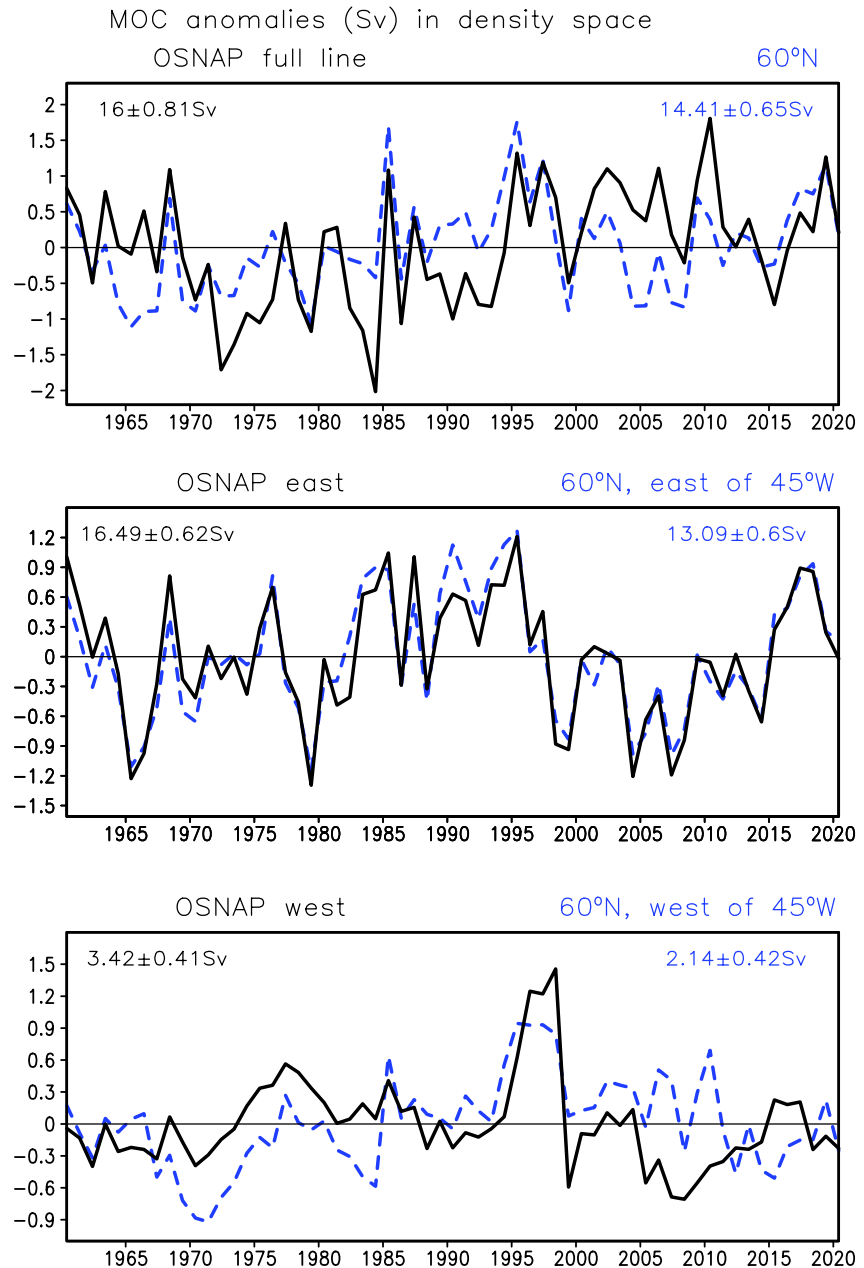 MOC anomalies (Sv) in density space
OSNAP full line 60°N
16±0.81Sv 14.41±0.65Sv
2
1.5
1
0.5
0
−0.5
−1
−1.5
−2
1965 1970 1975 1980 1985 1990 1995 2000 2005 2010 2015 2020
OSNAP east 60°N, east of 45°W
16.49±0.62Sv 13.09±0.6Sv
1.2
0.9
0.6
0.3
0
−0.3
−0.6
−0.9
−1.2
−1.5
1965 1970 1975 1980 1985 1990 1995 2000 2005 2010 2015 2020
OSNAP west 60°N, west of 45°W
3.42±0.41Sv 2.14±0.42Sv
1.5
1.2
0.9
0.6
0.3
0
−0.3
−0.6
−0.9
1965 1970 1975 1980 1985 1990 1995 2000 2005 2010 2015 2020